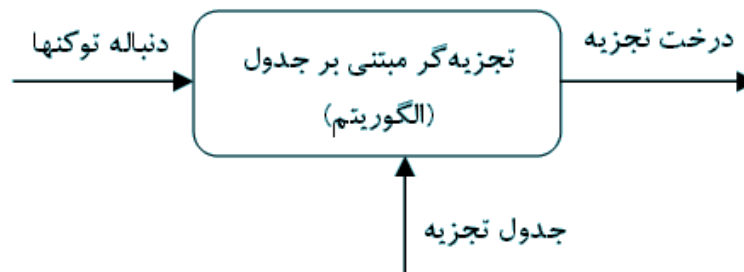 درخت تجزیه
دنباله توکنها
تجزیه‌گر مبتنی بر جدول
(الگوریتم)
جدول تجزیه